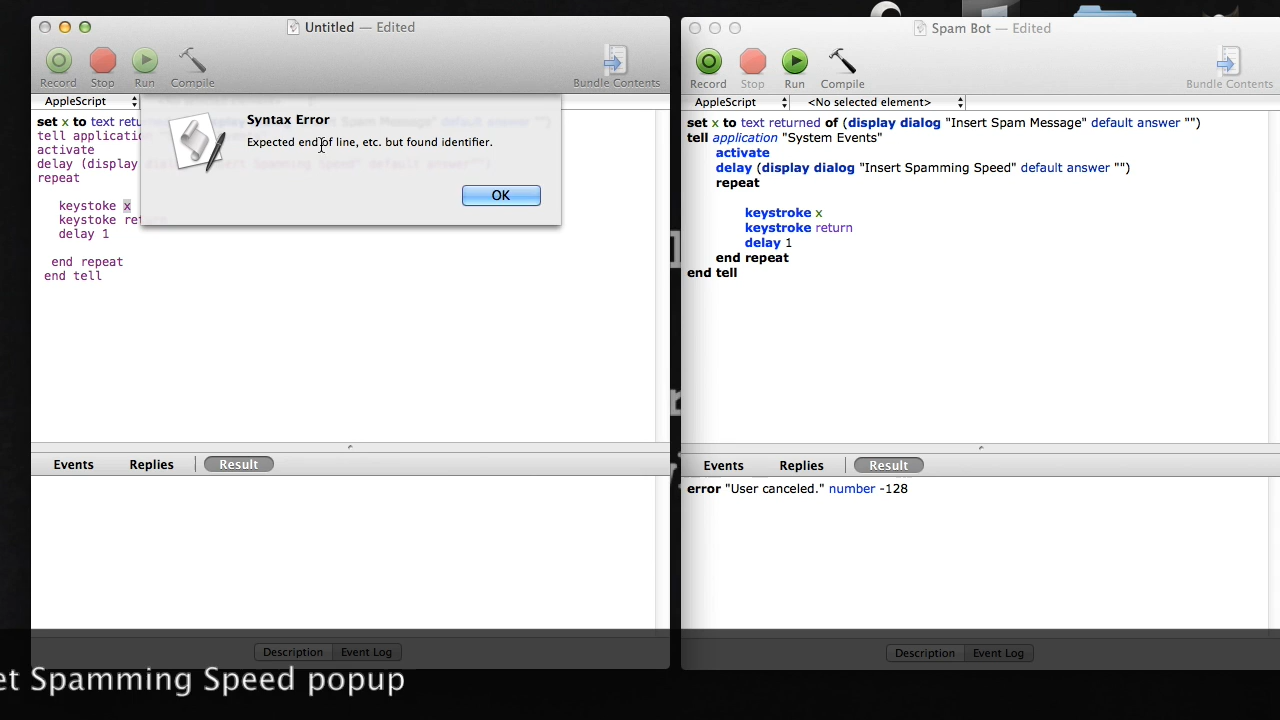 Untitled — Edited
Record Stop Run Compile Bundle Contents
AppleScript
Syntax Error
Expected end of line, etc. but found identifier.
OK
set x to text
tell application
activate
delay (display
repeat
keystoke x
keystoke
delay 1
end repeat
end tell
Events Replies Result
Description Event Log
Spam Bot — Edited
Record Stop Run Compile Bundle Contents
AppleScript <No selected element>
set x to text returned of (display dialog "Insert Spam Message" default answer "")
tell application "System Events"
activate
delay (display dialog "Insert Spamming Speed" default answer "")
repeat
keystroke x
keystroke return
delay 1
end repeat
end tell
Events Replies Result
error "User canceled." number -128
Description Event Log
et Spamming Speed popup